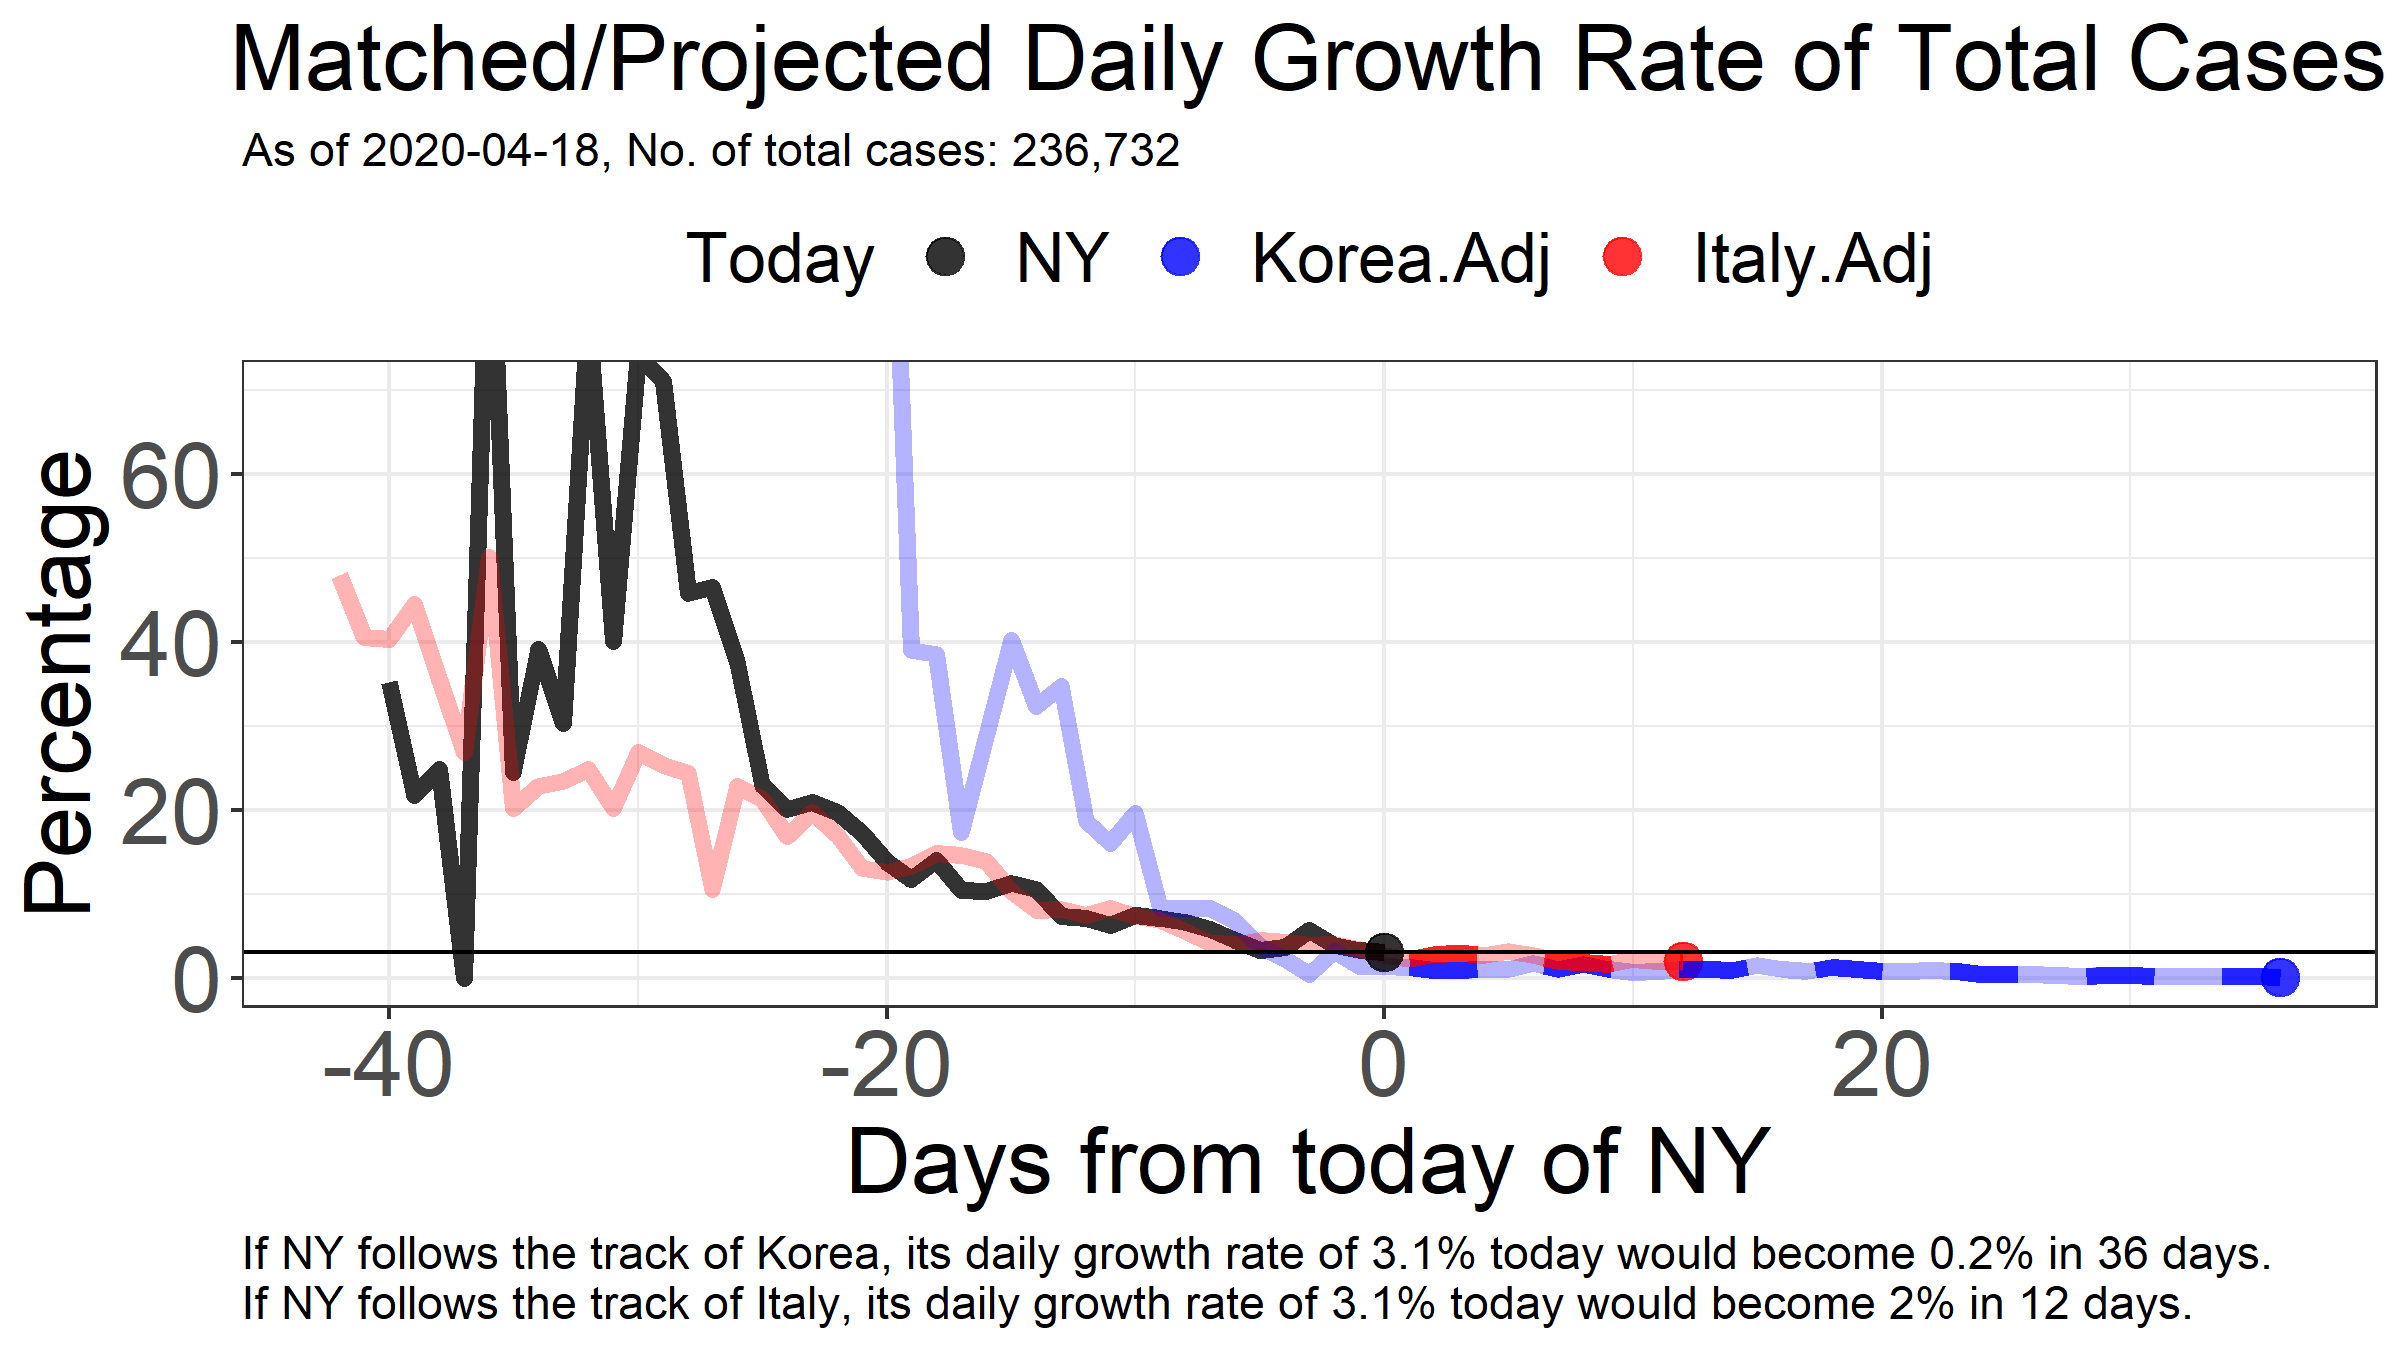 Matched/Projected Daily Growth Rate of Total Cases
As of 2020-04-18, No. of total cases: 236,732
Today NY Korea.Adj Italy.Adj
Percentage
60
40
20
0
-40 -20 0 20
Days from today of NY
If NY follows the track of Korea, its daily growth rate of 3.1% today would become 0.2% in 36 days.
If NY follows the track of Italy, its daily growth rate of 3.1% today would become 2% in 12 days.